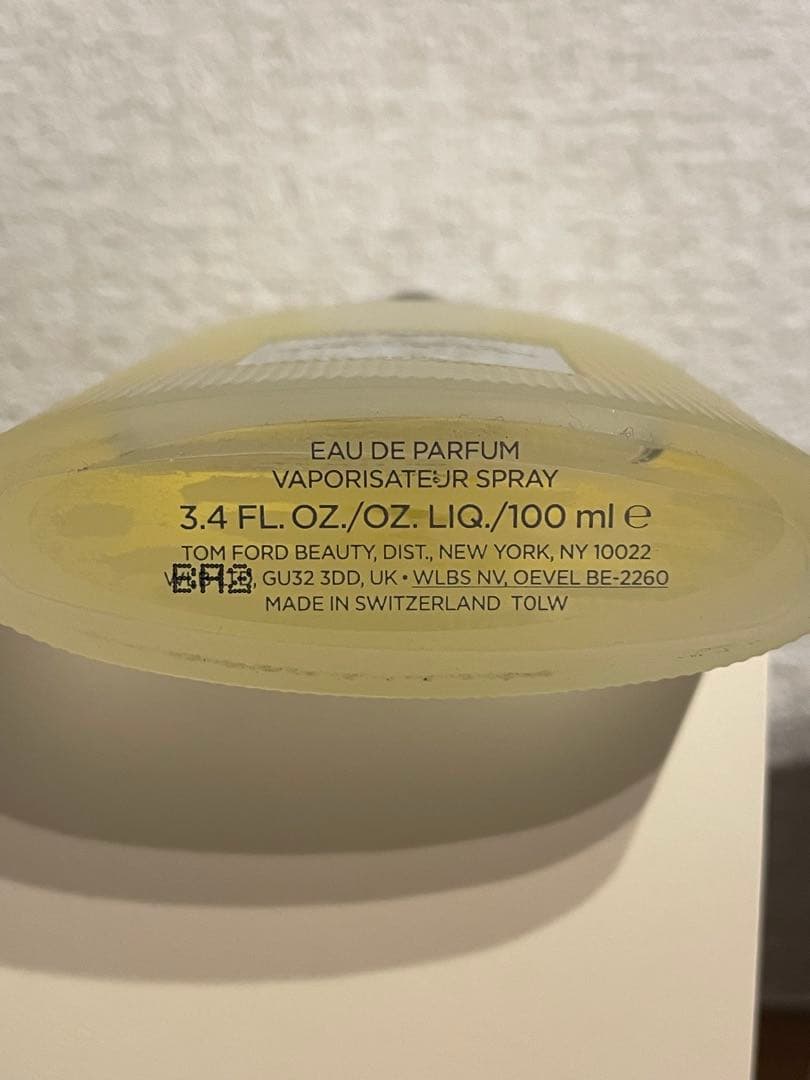 EAU DE PARFUM
VAPORISATEUR SPRAY
3.4 FL. OZ./OZ. LIQ./100 ml ℮
TOM FORD BEAUTY, DIST., NEW YORK, NY 10022
GU32 3DD, UK • WLBS NV, OEVEL BE-2260
MADE IN SWITZERLAND TOLW